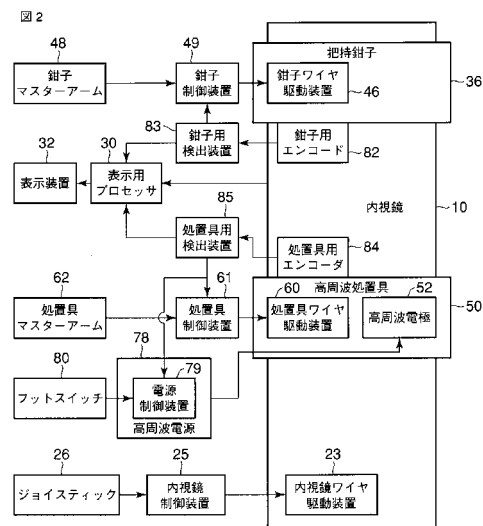 図2
48
49
把持鉗子
36
鉗子
マスターアーム
鉗子
制御装置
鉗子ワイヤ
駆動装置
46
83
32
30
鉗子用
検出装置
鉗子用
エンコード
82
表示装置
表示用
プロセッサ
85
内視鏡
10
処置具用
検出装置
処置具用
エンコーダ
84
62
61
高周波処置具
60
52
50
処置具
マスターアーム
処置具
制御装置
処置具ワイヤ
駆動装置
高周波電極
78
80
79
フットスイッチ
電源
制御装置
高周波電源
26
25
23
ジョイスティック
内視鏡
制御装置
内視鏡ワイヤ
駆動装置